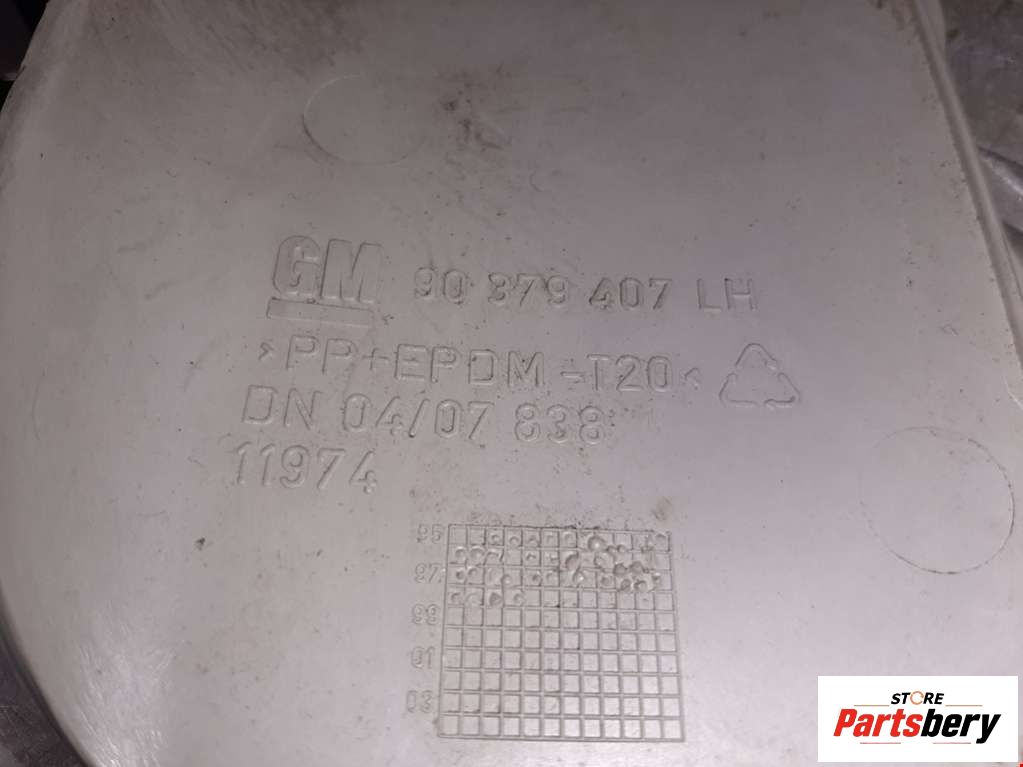 GM 90 379 407 LH
>PP+EPDM-T20<
DN 04/07 838
11974
95
97
99
01
03
STORE
Partsbery